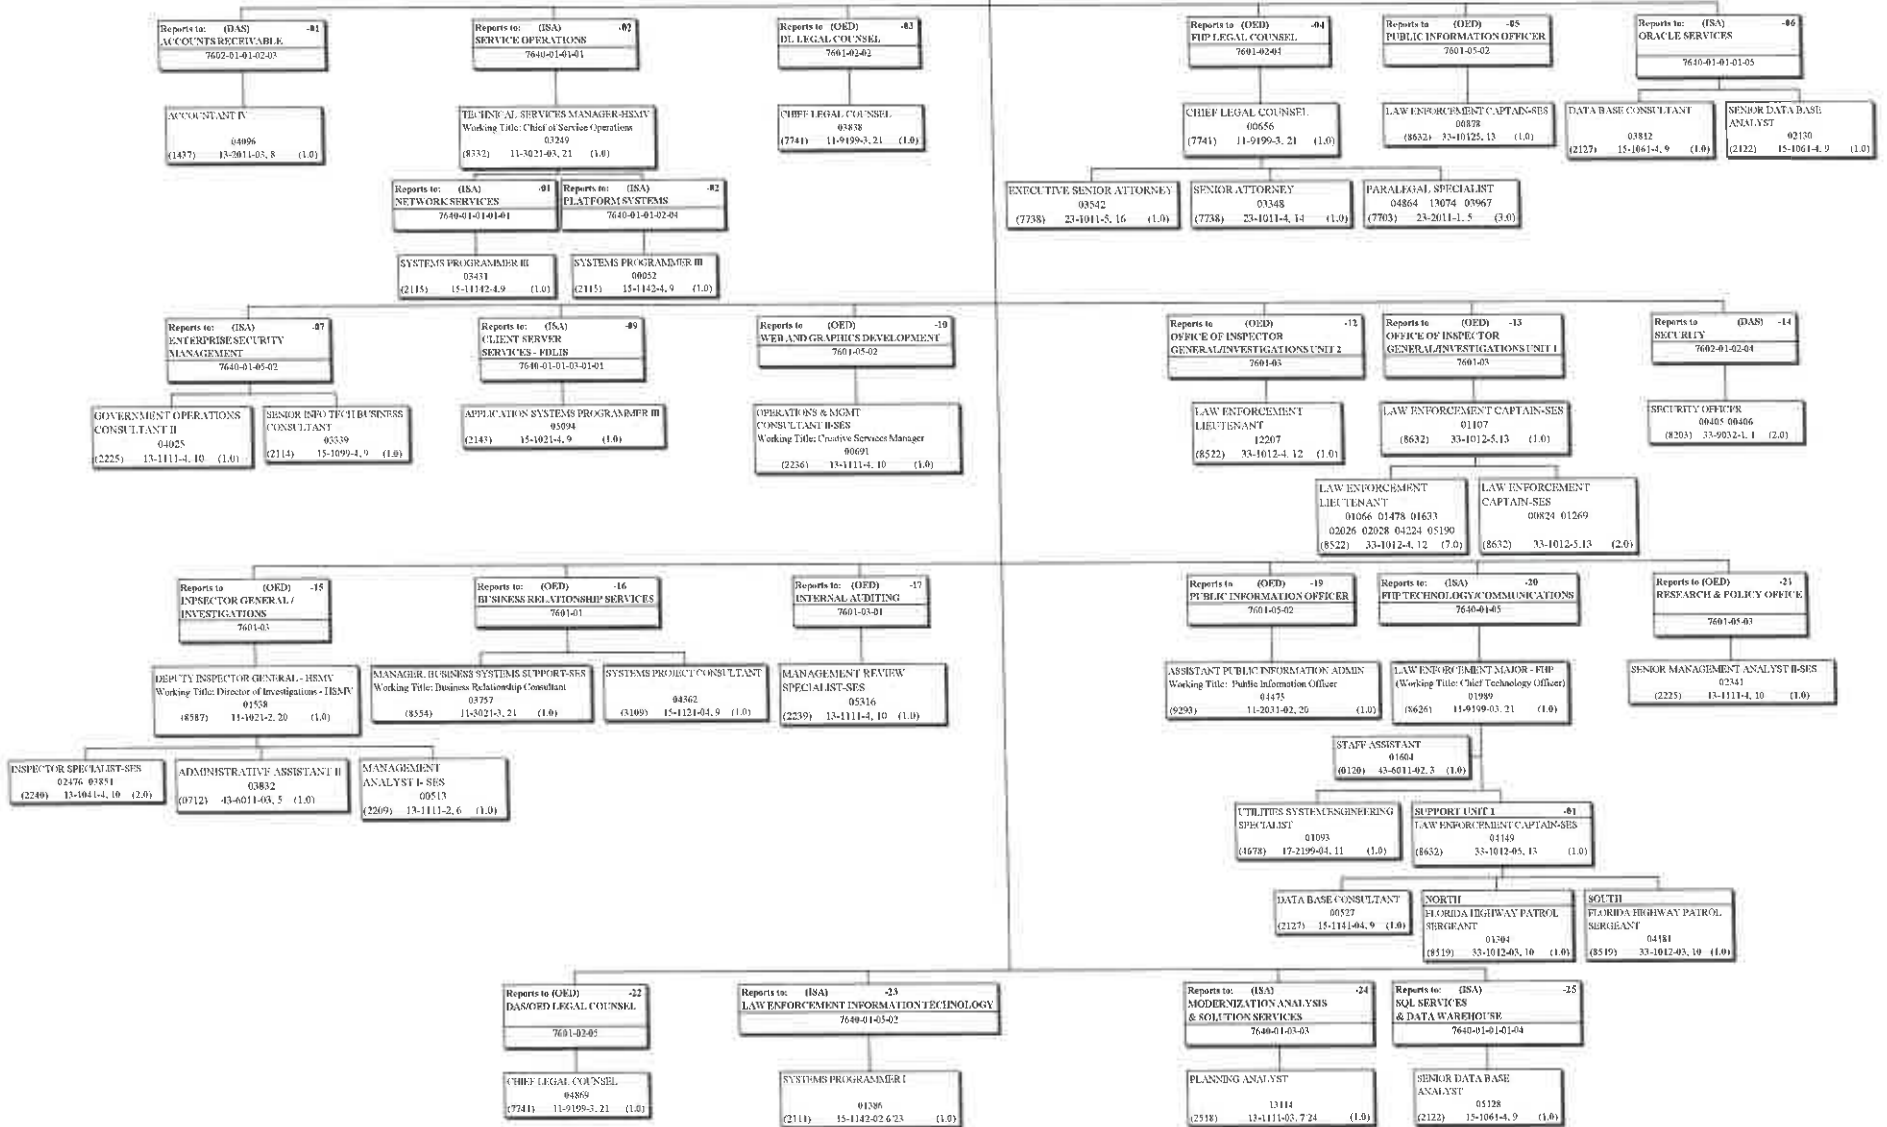 Reports to: (DAS) -01
ACCOUNTS RECEIVABLE
7602-01-01-02-03
ACCOUNTANT IV
04096
(1437) 13-2011-03, 8 (1.0)
Reports to: (ISA) -02
SERVICE OPERATIONS
7640-01-01-01
TECHNICAL SERVICES MANAGER-HSMV
Working Title: Chief of Service Operations
03249
(8332) 11-3021-03, 21 (1.0)
Reports to: (ISA) -01
NETWORK SERVICES
7640-01-01-01-01
SYSTEMS PROGRAMMER III
03431
(2115) 15-11142-4,9 (1.0)
Reports to: (ISA) -02
PLATFORM SYSTEMS
7640-01-01-02-04
SYSTEMS PROGRAMMER III
00052
(2115) 15-1142-4, 9 (1.0)
Reports to (OED) -03
DL LEGAL COUNSEL
7601-02-02
CHIEF LEGAL COUNSEL
03838
(7741) 11-9199-3, 21 (1.0)
Reports to: (OED) -04
FHP LEGAL COUNSEL
7601-02-04
CHIEF LEGAL COUNSEL
00656
(7741) 11-9199-3, 21 (1.0)
EXECUTIVE SENIOR ATTORNEY
03542
(7738) 23-1011-5, 16 (1.0)
SENIOR ATTORNEY
03348
(7738) 23-1011-4, 14 (1.0)
PARALEGAL SPECIALIST
04864 13074 03967
(7703) 23-2011-1, 5 (3.0)
Reports to: (OED) -05
PUBLIC INFORMATION OFFICER
7601-05-02
LAW ENFORCEMENT CAPTAIN-SES
00878
(8632) 33-10125, 13 (1.0)
Reports to: (ISA) -06
ORACLE SERVICES
7640-01-01-01-05
DATA BASE CONSULTANT
03812
(2127) 15-1061-4, 9 (1.0)
SENIOR DATA BASE
ANALYST
02130
(2122) 15-1061-4, 9 (1.0)
Reports to: (ISA) -07
ENTERPRISE SECURITY
MANAGEMENT
7640-01-05-02
GOVERNMENT OPERATIONS
CONSULTANT II
04025
(2225) 13-1111-4, 10 (1.0)
SENIOR INFO TECH BUSINESS
CONSULTANT
03339
(2114) 15-1099-4, 9 (1.0)
Reports to: (ISA) -09
CLIENT SERVER
SERVICES - FDLIS
7640-01-01-03-01-01
APPLICATION SYSTEMS PROGRAMMER III
05094
(2143) 15-1021-4, 9 (1.0)
Reports to: (OED) -10
WEB AND GRAPHICS DEVELOPMENT
7601-05-02
OPERATIONS & MGMT
CONSULTANT II-SES
Working Title: Creative Services Manager
00691
(2236) 13-1111-4, 10 (1.0)
Reports to (OED) -12
OFFICE OF INSPECTOR
GENERAL/INVESTIGATIONS UNIT 2
7601-03
LAW ENFORCEMENT
LIEUTENANT
12207
(8522) 33-1012-4, 12 (1.0)
Reports to: (OED) -13
OFFICE OF INSPECTOR
GENERAL/INVESTIGATIONS UNIT 1
7601-03
LAW ENFORCEMENT CAPTAIN-SES
01107
(8632) 33-1012-5,13 (1.0)
LAW ENFORCEMENT
LIEUTENANT
01066 01478 01633
02026 02028 04224 05190
(8522) 33-1012-4, 12 (7.0)
LAW ENFORCEMENT
CAPTAIN-SES
00824 01269
(8632) 33-1012-5,13 (2.0)
Reports to (DAS) -14
SECURITY
7602-01-02-04
SECURITY OFFICER
00405 00406
(8203) 33-9032-1, 1 (2.0)
Reports to (OED) -15
INPSECTOR GENERAL /
INVESTIGATIONS
7601-03
DEPUTY INSPECTOR GENERAL - HSMV
Working Title: Director of Investigations - HSMV
01538
(8587) 11-1021-2, 20 (1.0)
INSPECTOR SPECIALIST-SES
02476 03851
(2240) 13-1041-4, 10 (2.0)
ADMINISTRATIVE ASSISTANT II
03832
(0712) 43-6011-03, 5 (1.0)
MANAGEMENT
ANALYST I- SES
00513
(2209) 13-1111-2, 6 (1.0)
Reports to: (OED) -16
BUSINESS RELATIONSHIP SERVICES
7601-01
MANAGER, BUSINESS SYSTEMS SUPPORT-SES
Working Title: Business Relationship Consultant
03757
(8554) 11-3021-3, 21 (1.0)
SYSTEMS PROJECT CONSULTANT
04362
(3109) 15-1121-04, 9 (1.0)
Reports to: (OED) -17
INTERNAL AUDITING
7601-03-01
MANAGEMENT REVIEW
SPECIALIST-SES
05316
(2239) 13-1111-4, 10 (1.0)
Reports to (OED) -19
PUBLIC INFORMATION OFFICER
7601-05-02
ASSISTANT PUBLIC INFORMATION ADMIN
Working Title: Public Information Officer
04475
(9293) 11-2031-02, 20 (1.0)
Reports to: (ISA) -20
FHP TECHNOLOGY/COMMUNICATIONS
7640-01-05
LAW ENFORCEMENT MAJOR - FHP
(Working Title: Chief Technology Officer)
01989
(8626) 11-9199-03, 21 (1.0)
STAFF ASSISTANT
01604
(0120) 43-6011-02, 3 (1.0)
UTILITIES SYSTEM/ENGINEERING
SPECIALIST
01093
(4678) 17-2199-04, 11 (1.0)
SUPPORT UNIT 1 -01
LAW ENFORCEMENT CAPTAIN-SES
04149
(8632) 33-1012-05, 13 (1.0)
DATA BASE CONSULTANT
00527
(2127) 15-1141-04, 9 (1.0)
NORTH
FLORIDA HIGHWAY PATROL
SERGEANT
01304
(8519) 33-1012-03, 10 (1.0)
SOUTH
FLORIDA HIGHWAY PATROL
SERGEANT
04481
(8519) 33-1012-03, 10 (1.0)
Reports to (OED) -21
RESEARCH & POLICY OFFICE
7601-05-03
SENIOR MANAGEMENT ANALYST II-SES
02341
(2225) 13-1111-4, 10 (1.0)
Reports to (OED) -22
DAS/OED LEGAL COUNSEL
7601-02-05
CHIEF LEGAL COUNSEL
04869
(7741) 11-9199-3, 21 (1.0)
Reports to: (ISA) -23
LAW ENFORCEMENT INFORMATION TECHNOLOGY
7640-01-05-02
SYSTEMS PROGRAMMER I
01386
(2111) 15-1142-02 6/23 (1.0)
Reports to: (ISA) -24
MODERNIZATION ANALYSIS
& SOLUTION SERVICES
7640-01-03-03
PLANNING ANALYST
13114
(2518) 13-1111-03, 7/24 (1.0)
Reports to: (ISA) -25
SQL SERVICES
& DATA WAREHOUSE
7640-01-01-01-04
SENIOR DATA BASE
ANALYST
05128
(2122) 15-1061-4, 9 (1.0)